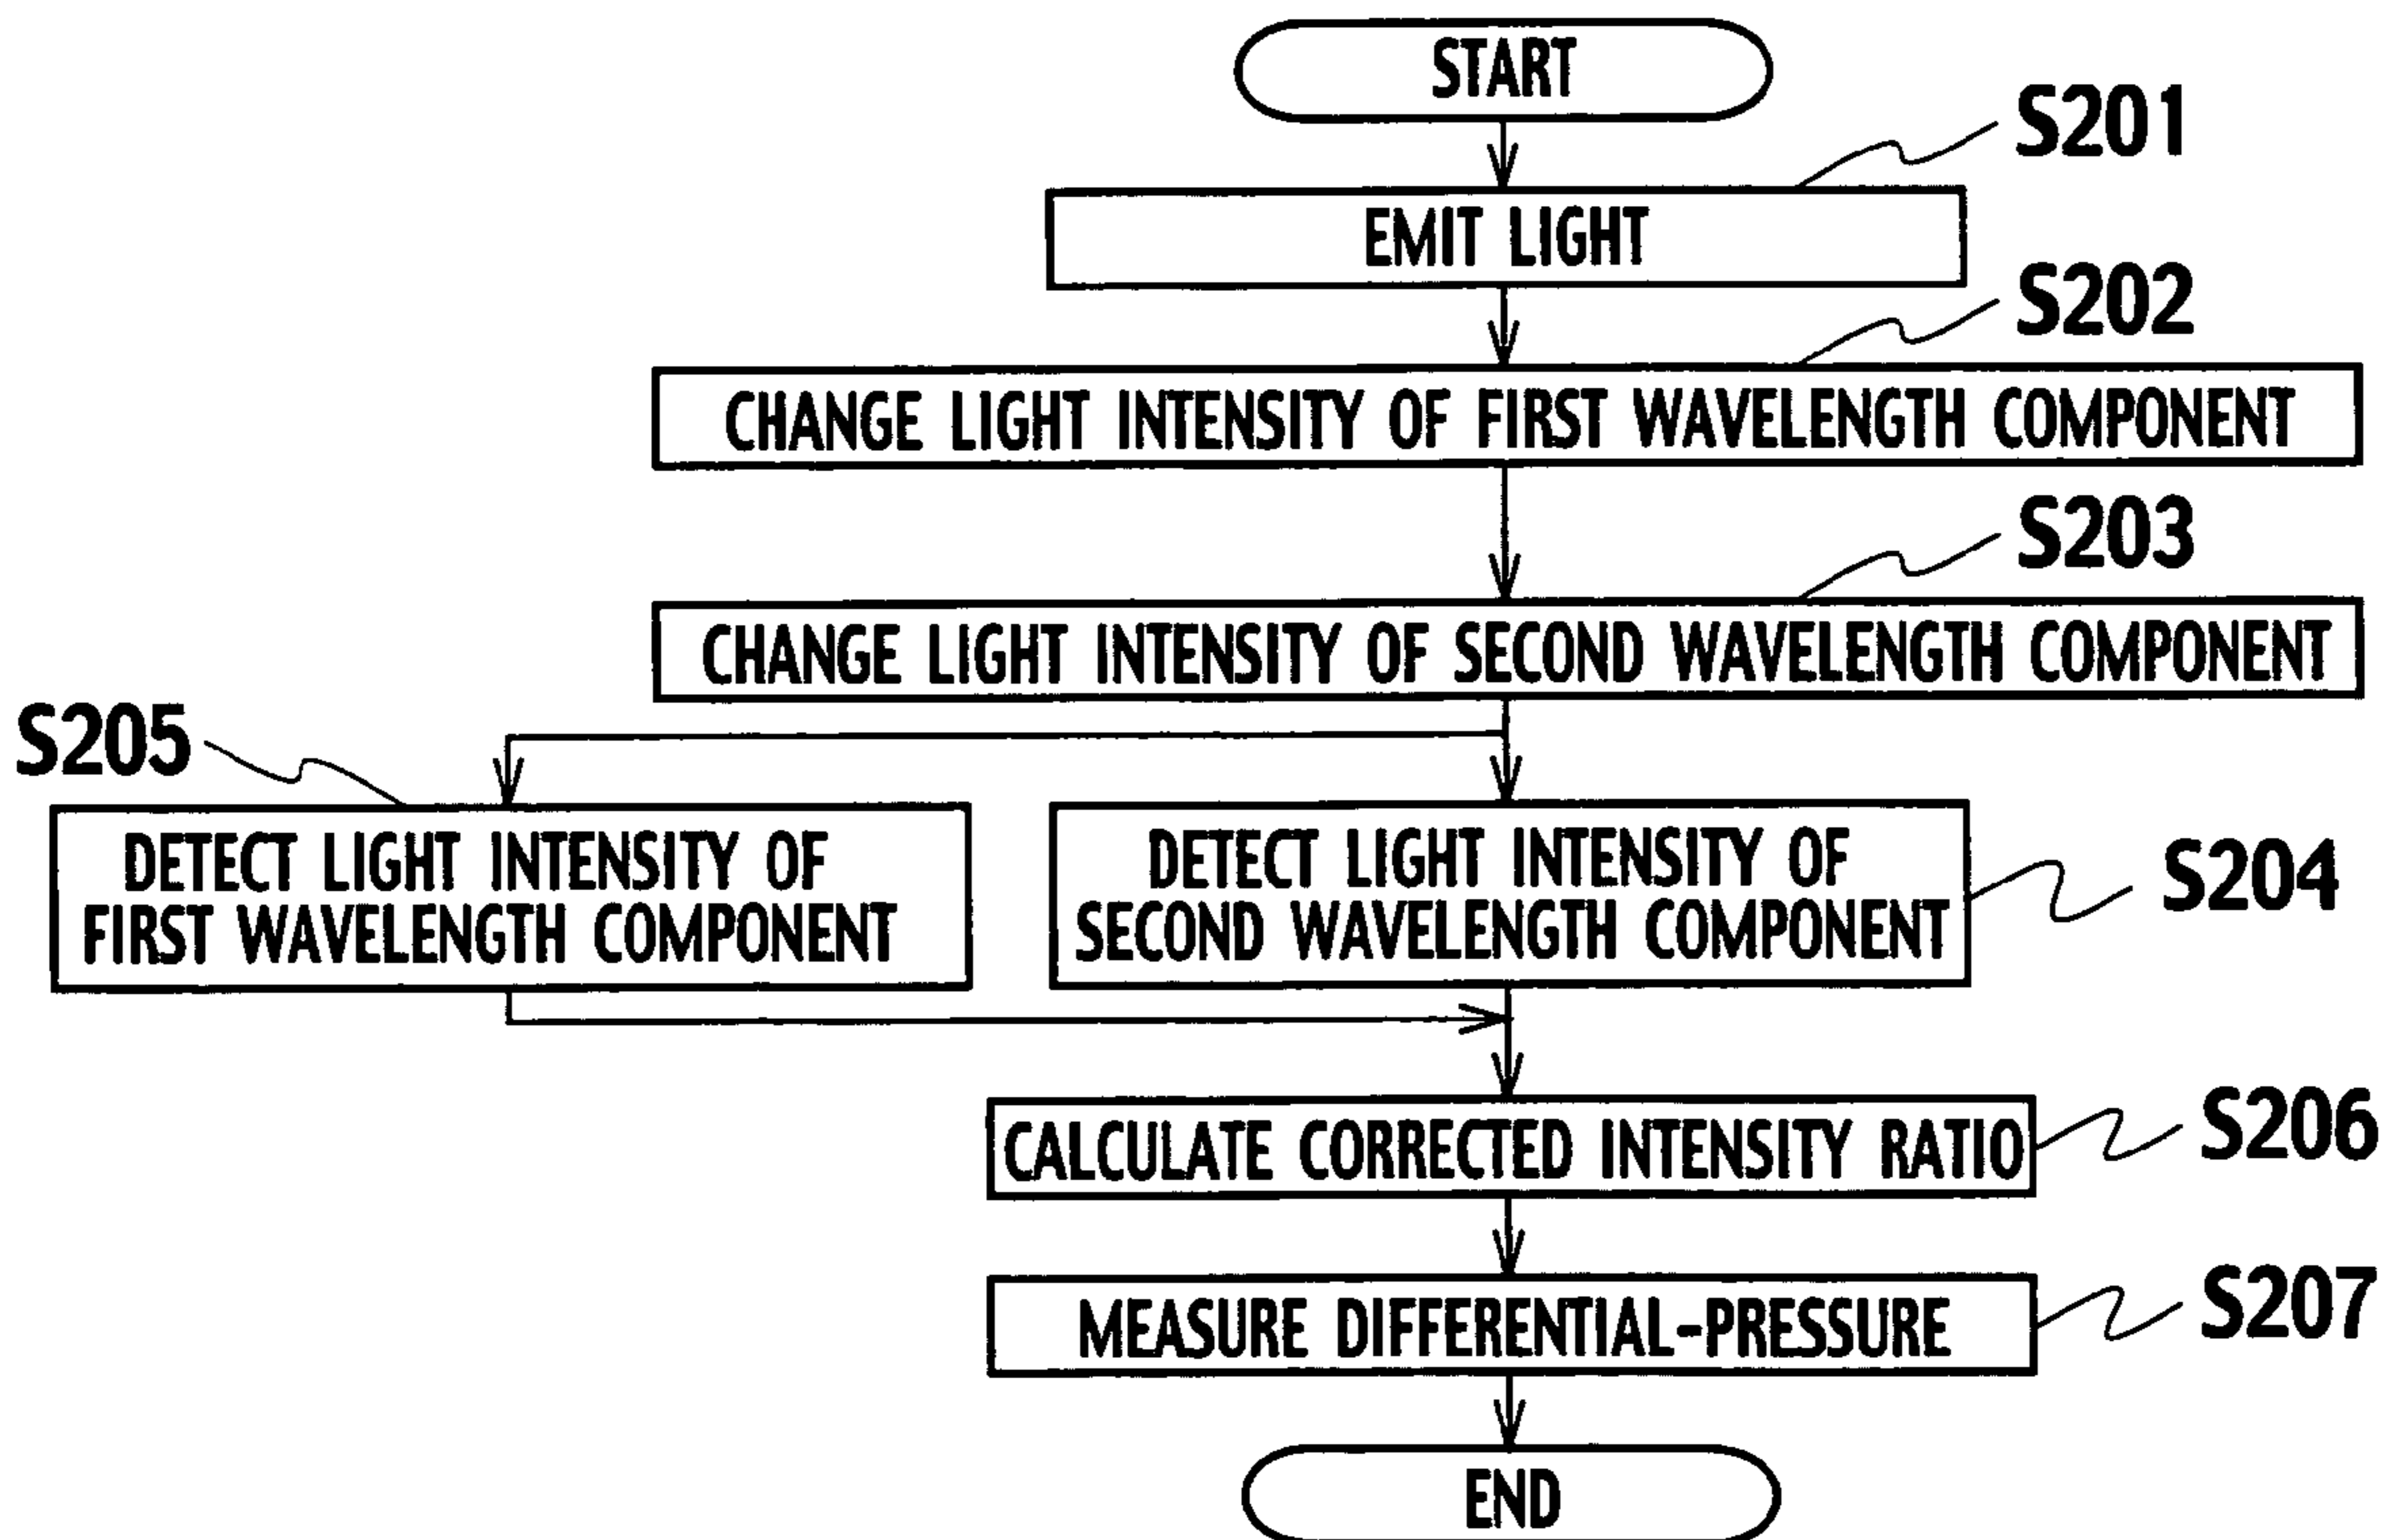 START
S201
EMIT LIGHT
S202
CHANGE LIGHT INTENSITY OF FIRST WAVELENGTH COMPONENT
S203
CHANGE LIGHT INTENSITY OF SECOND WAVELENGTH COMPONENT
S205
DETECT LIGHT INTENSITY OF
FIRST WAVELENGTH COMPONENT
DETECT LIGHT INTENSITY OF
SECOND WAVELENGTH COMPONENT
S204
CALCULATE CORRECTED INTENSITY RATIO
S206
MEASURE DIFFERENTIAL-PRESSURE
S207
END